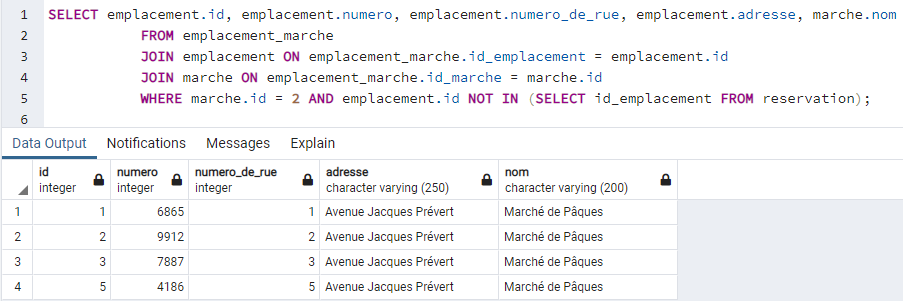 1 SELECT emplacement.id, emplacement.numero, emplacement.numero_de_rue, emplacement.adresse, marche.nom
2 FROM emplacement_marche
3 JOIN emplacement ON emplacement_marche.id_emplacement = emplacement.id
4 JOIN marche ON emplacement_marche.id_marche = marche.id
5 WHERE marche.id = 2 AND emplacement.id NOT IN (SELECT id_emplacement FROM reservation);
6
Data Output Notifications Messages Explain
id numero numero_de_rue adresse nom
integer integer integer character varying (250) character varying (200)
1 1 6865 1 Avenue Jacques Prévert Marché de Pâques
2 2 9912 2 Avenue Jacques Prévert Marché de Pâques
3 3 7887 3 Avenue Jacques Prévert Marché de Pâques
4 5 4186 5 Avenue Jacques Prévert Marché de Pâques